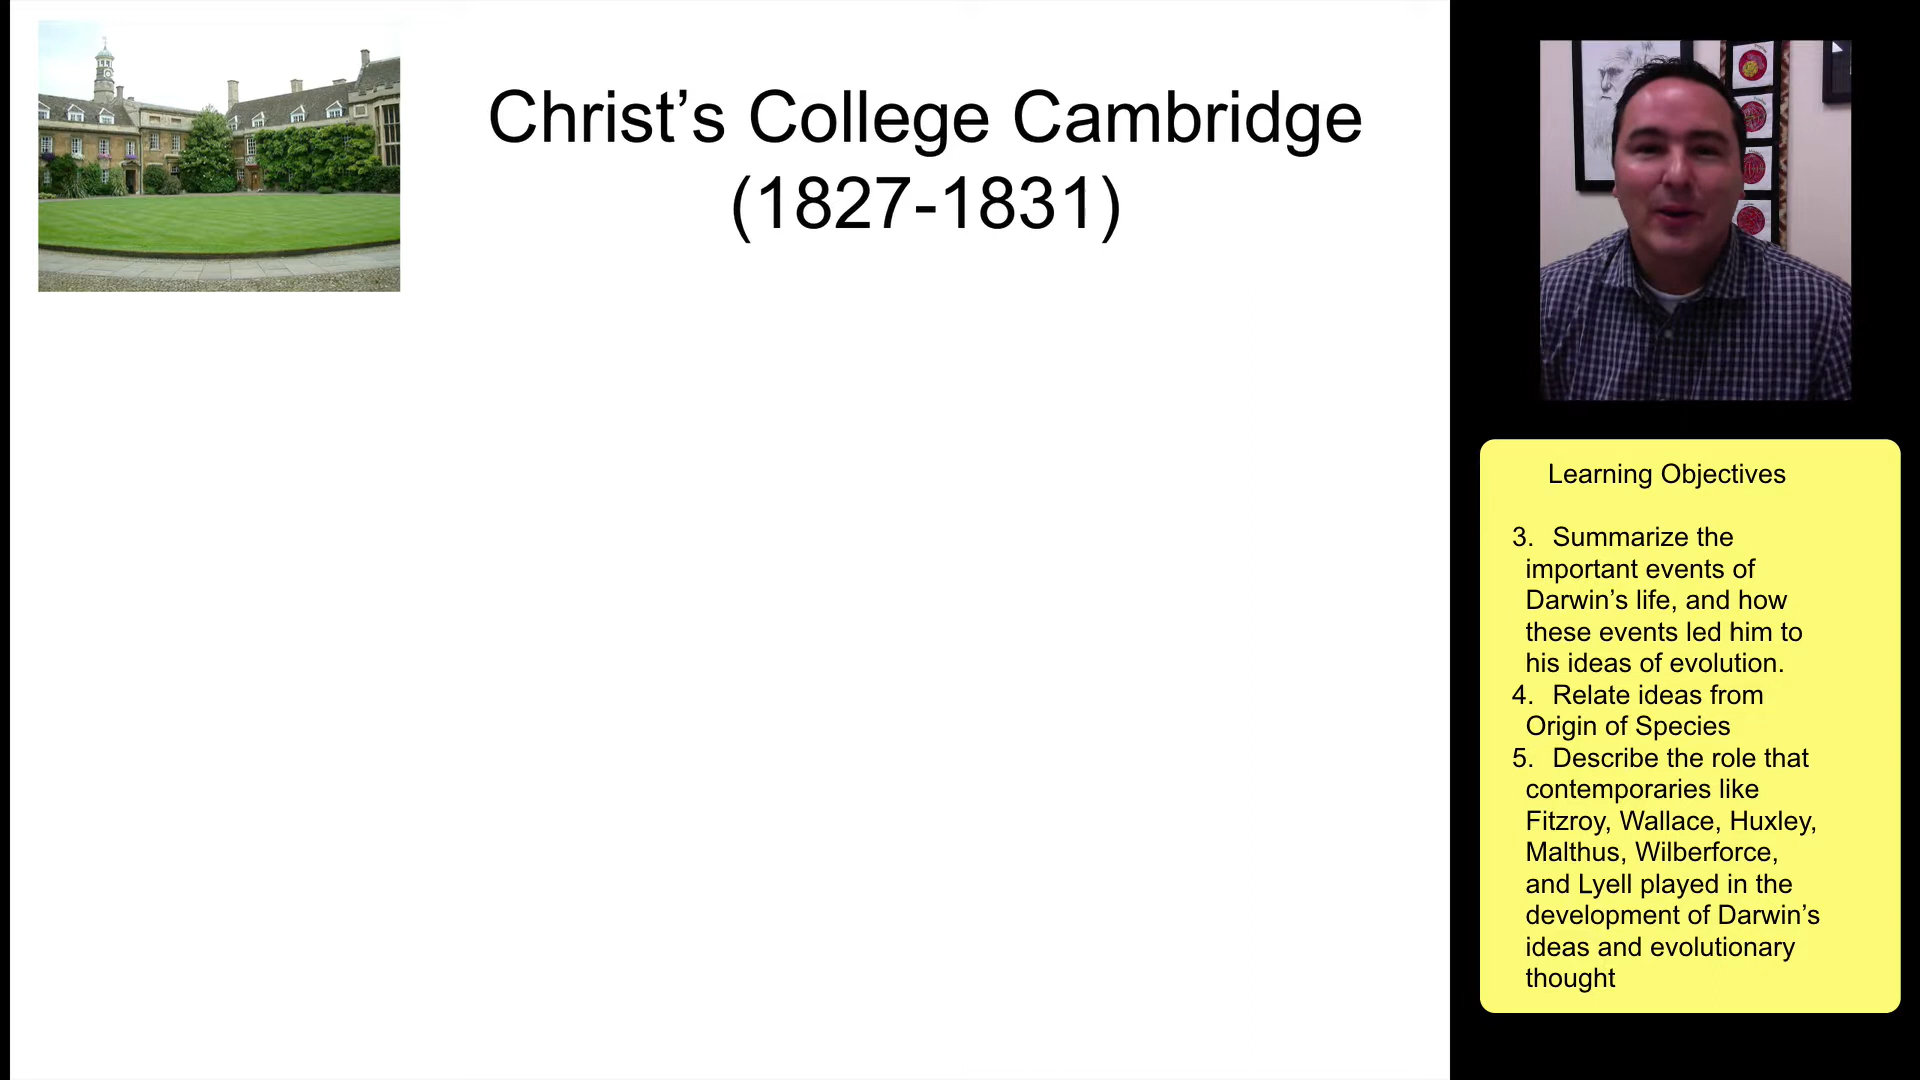 Christ’s College Cambridge
(1827-1831)
Learning Objectives
3. Summarize the
important events of
Darwin’s life, and how
these events led him to
his ideas of evolution.
4. Relate ideas from
Origin of Species
5. Describe the role that
contemporaries like
Fitzroy, Wallace, Huxley,
Malthus, Wilberforce,
and Lyell played in the
development of Darwin’s
ideas and evolutionary
thought